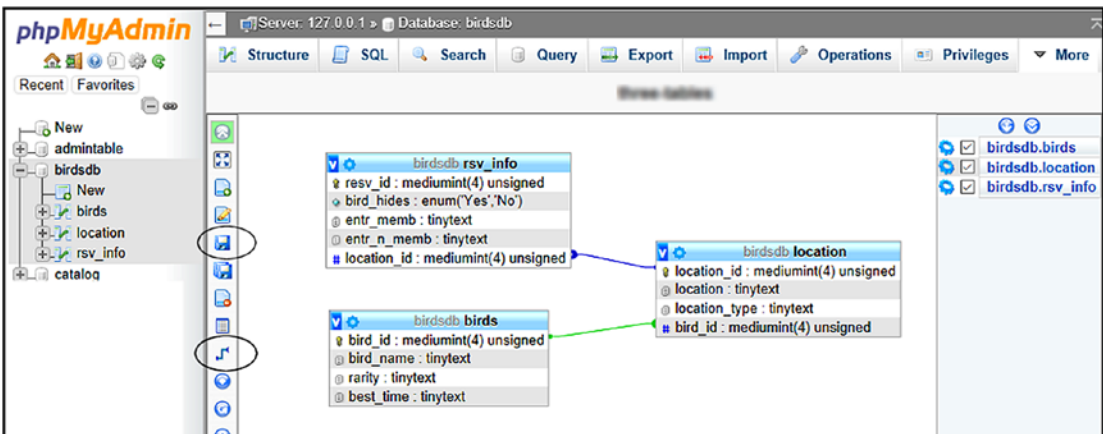 phpMyAdmin
Recent Favorites
New
admintable
birdsdb
New
birds
location
rsv_info
catalog
Server: 127.0.0.1 » Database: birdsdb
Structure SQL Search Query Export Import Operations Privileges More
three-tables
birdsdb rsv_info
resv_id : mediumint(4) unsigned
bird_hides : enum('Yes','No')
entr_memb : tinytext
entr_n_memb : tinytext
# location_id : mediumint(4) unsigned
birdsdb location
location_id : mediumint(4) unsigned
location : tinytext
location_type : tinytext
# bird_id : mediumint(4) unsigned
birdsdb birds
bird_id : mediumint(4) unsigned
bird_name : tinytext
rarity : tinytext
best_time : tinytext
birdsdb.birds
birdsdb.location
birdsdb.rsv_info